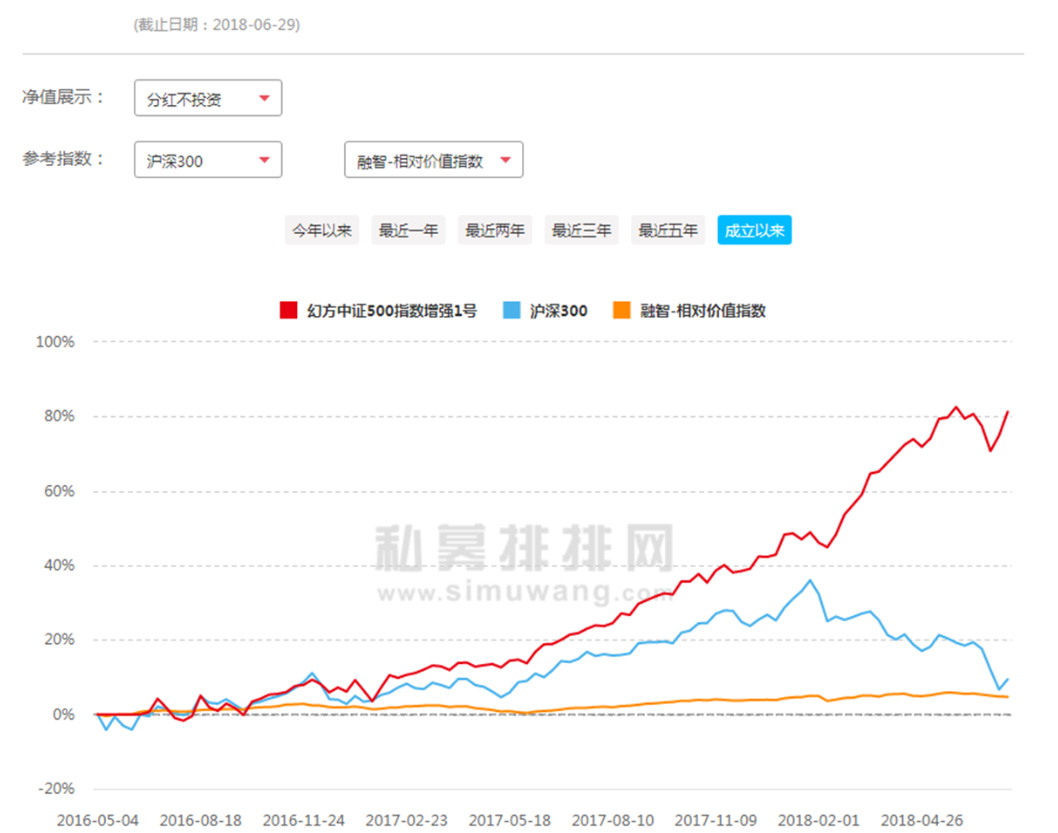 (截止日期：2018-06-29)
净值展示： 分红不投资
参考指数： 沪深300 融智-相对价值指数
今年以来 最近一年 最近两年 最近三年 最近五年 成立以来
幻方中证500指数增强1号 沪深300 融智-相对价值指数
100%
80%
60%
私募排排网
www.simuwang.com
40%
20%
0%
-20%
2016-05-04 2016-08-18 2016-11-24 2017-02-23 2017-05-18 2017-08-10 2017-11-09 2018-02-01 2018-04-26